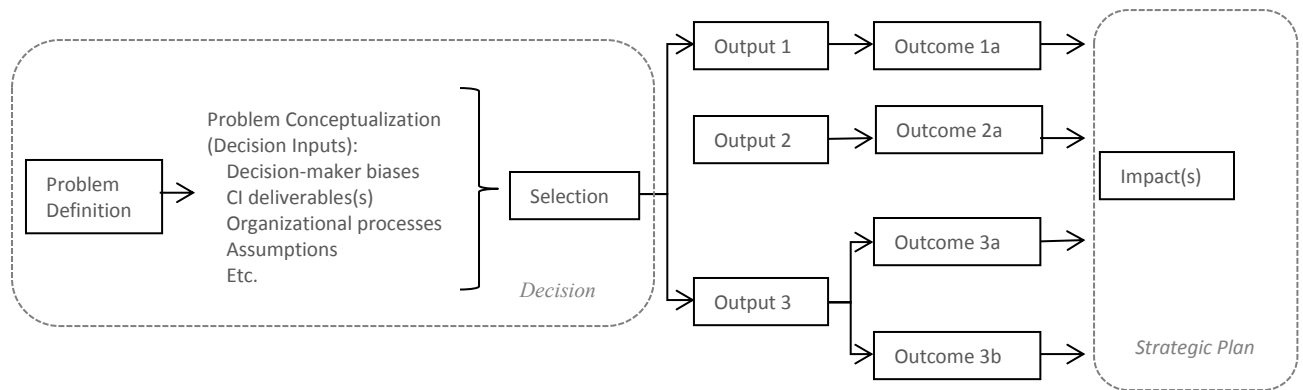 Problem
Definition
Problem Conceptualization
(Decision Inputs):
Decision-maker biases
CI deliverables(s)
Organizational processes
Assumptions
Etc.
Selection
Decision
Output 1
Outcome 1a
Output 2
Outcome 2a
Output 3
Outcome 3a
Outcome 3b
Impact(s)
Strategic Plan